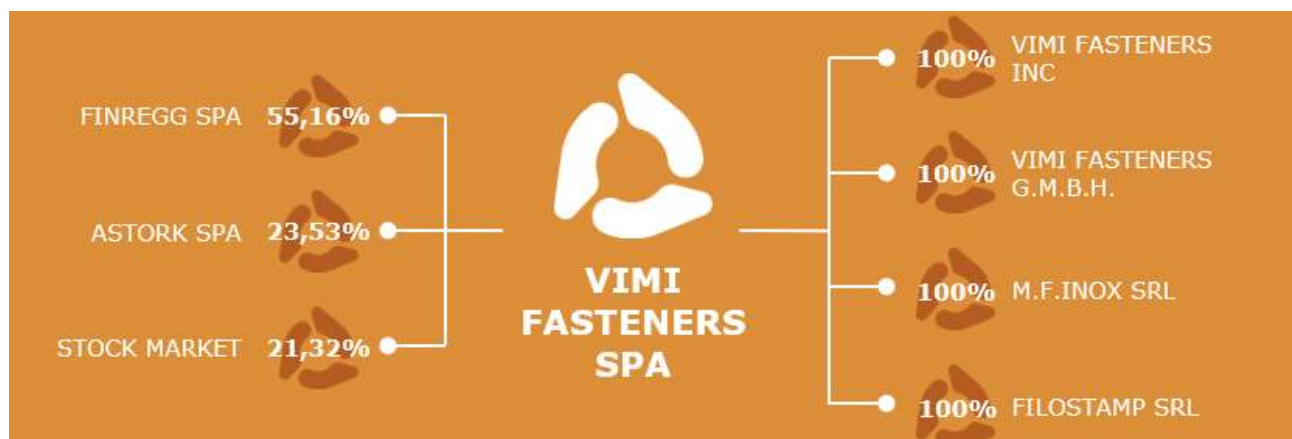 FINREGG SPA 55,16%
ASTORK SPA 23,53%
STOCK MARKET 21,32%
VIMI
FASTENERS
SPA
100% VIMI FASTENERS
INC
100% VIMI FASTENERS
G.M.B.H.
100% M.F.INOX SRL
100% FILOSTAMP SRL